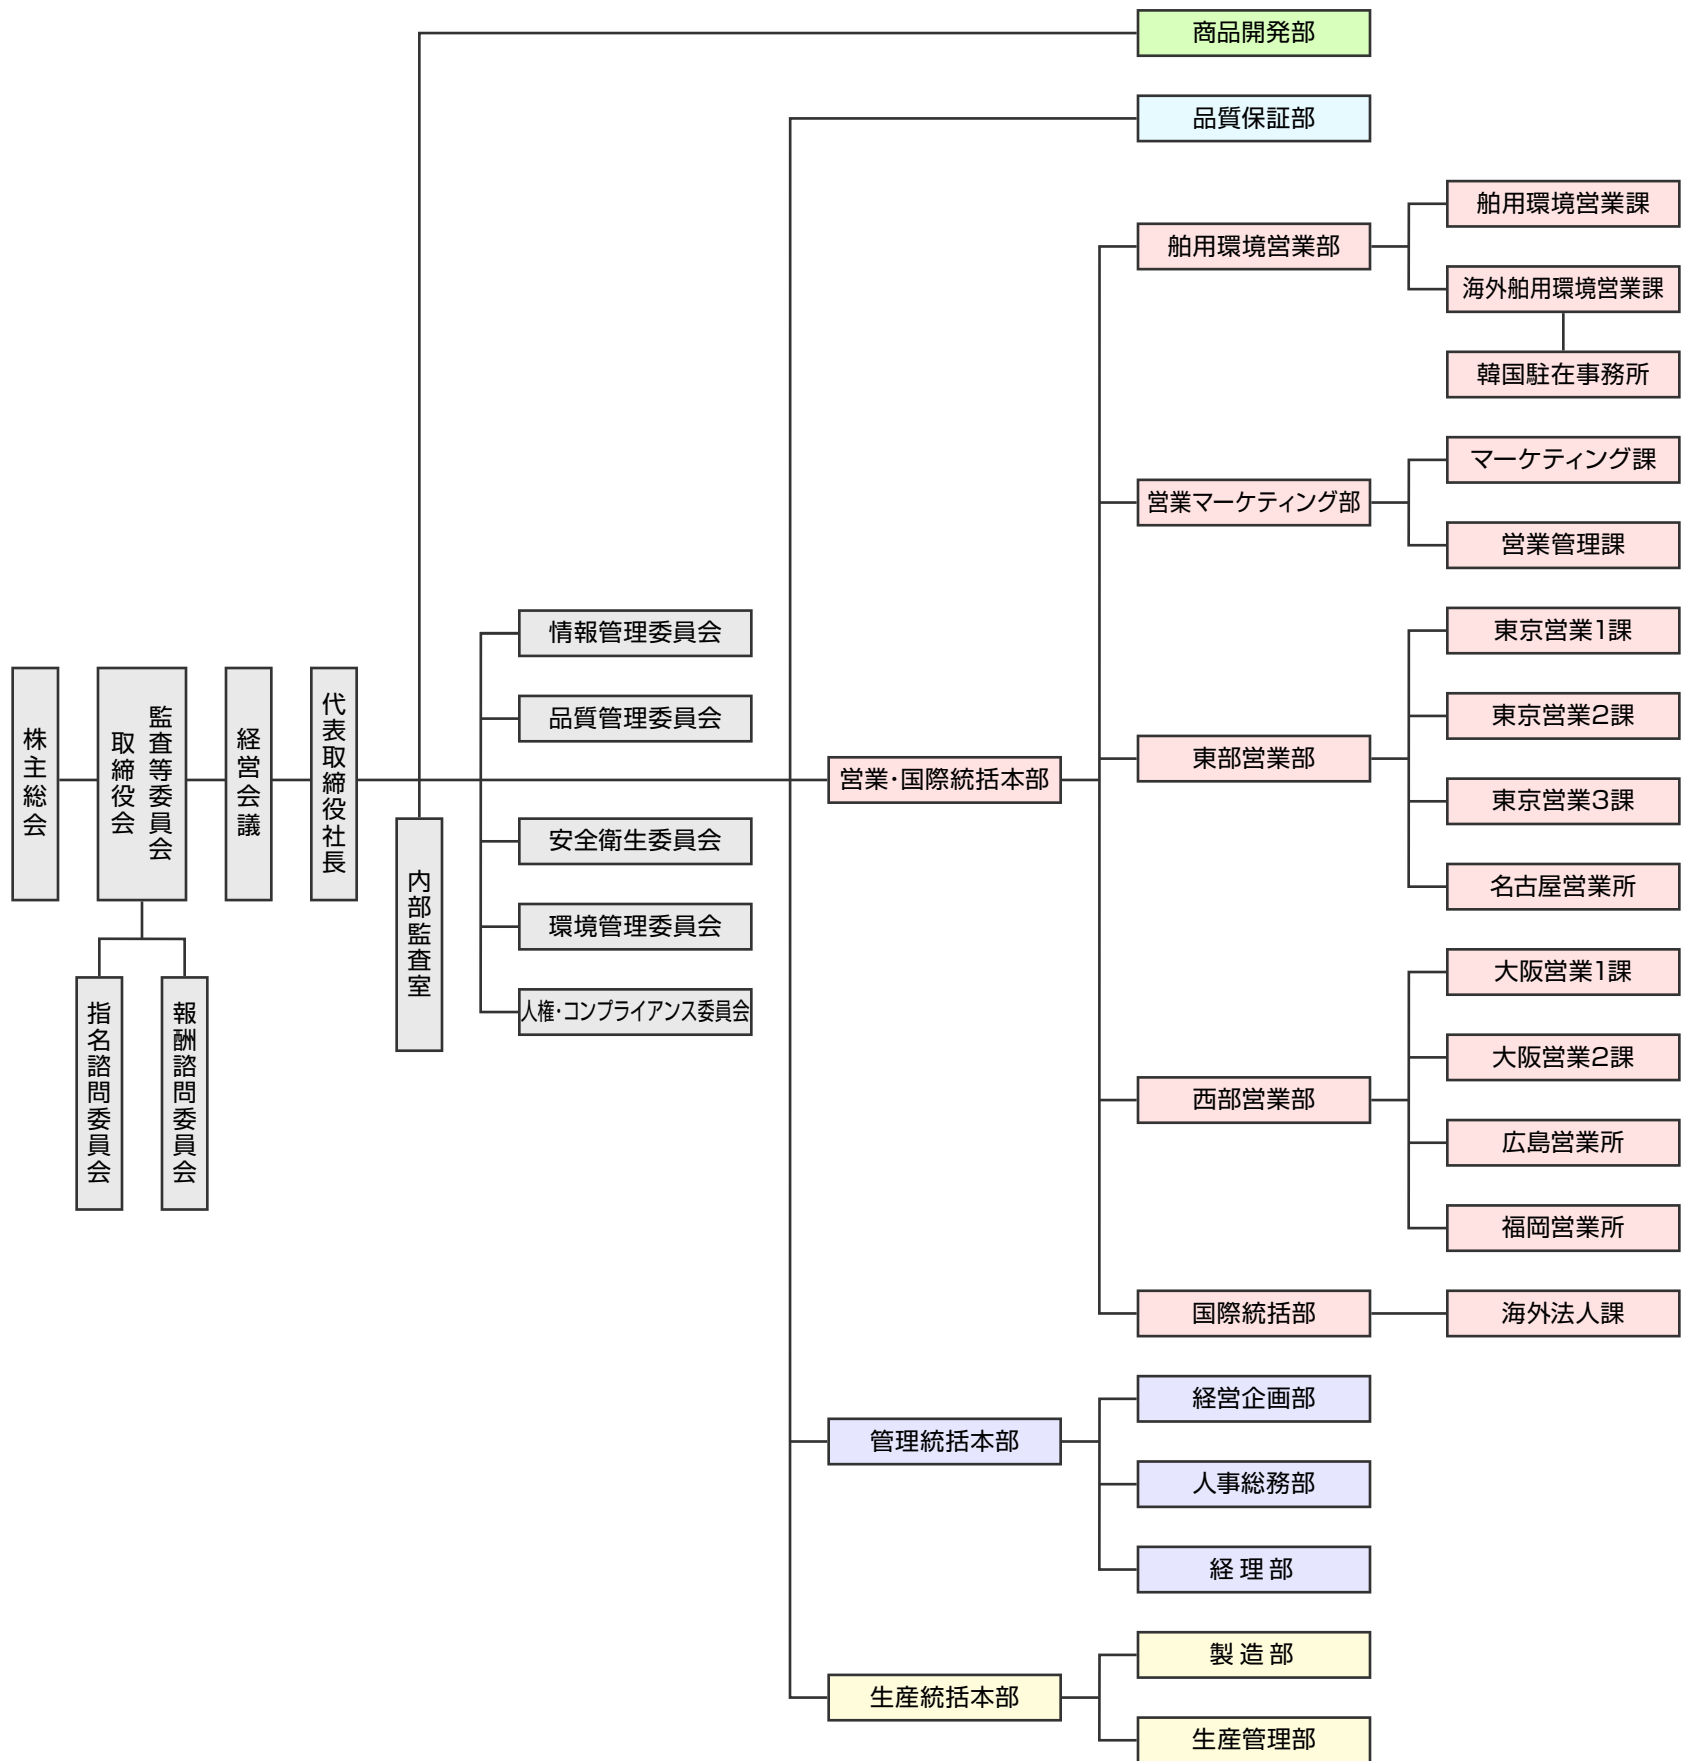 株主総会
監査等委員会
取締役会
指名諮問委員会
報酬諮問委員会
経営会議
代表取締役社長
内部監査室
情報管理委員会
品質管理委員会
安全衛生委員会
環境管理委員会
人権・コンプライアンス委員会
商品開発部
品質保証部
営業・国際統括本部
舶用環境営業部
舶用環境営業課
海外舶用環境営業課
韓国駐在事務所
営業マーケティング部
マーケティング課
営業管理課
東部営業部
東京営業1課
東京営業2課
東京営業3課
名古屋営業所
西部営業部
大阪営業1課
大阪営業2課
広島営業所
福岡営業所
国際統括部
海外法人課
管理統括本部
経営企画部
人事総務部
経理部
生産統括本部
製造部
生産管理部